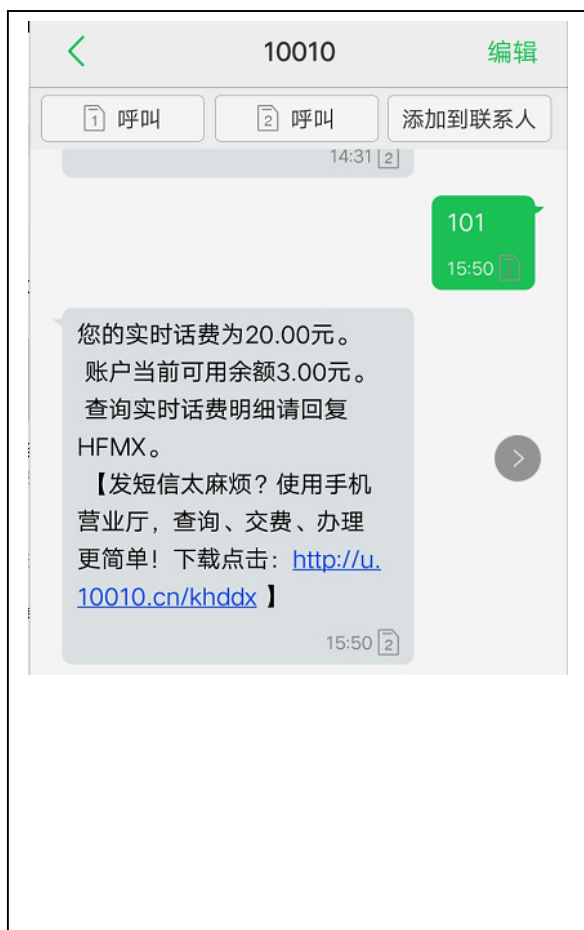 10010
编辑
1 呼叫
2 呼叫
添加到联系人
14:31 2
101
15:50 2
您的实时话费为20.00元。
账户当前可用余额3.00元。
查询实时话费明细请回复
HFMX。
【发短信太麻烦？使用手机
营业厅，查询、交费、办理
更简单！下载点击：http://u.
10010.cn/khddx 】
15:50 2